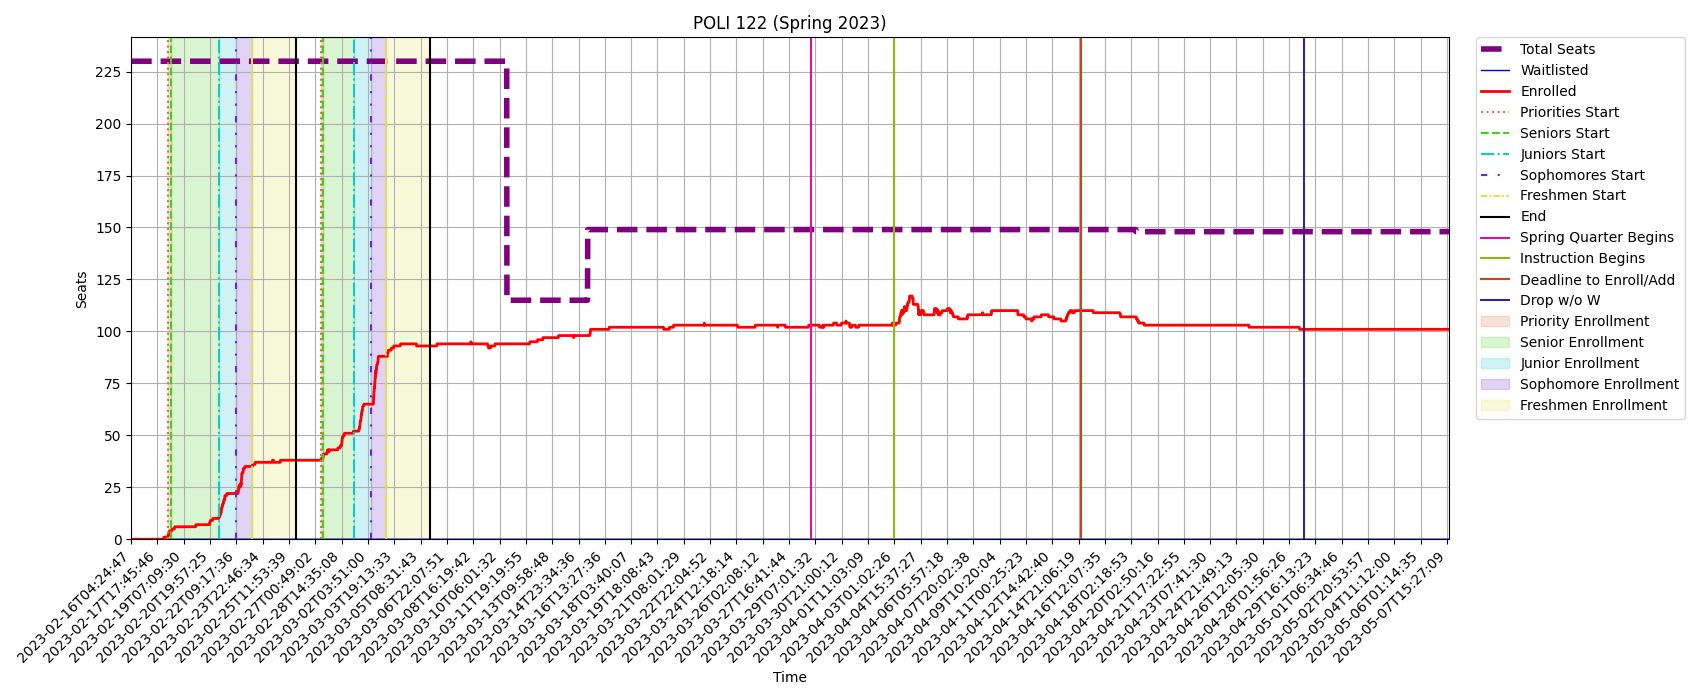 POLI 122 (Spring 2023)
Seats
225
200
175
150
125
100
75
50
25
0
2023-02-16T04:24:47
2023-02-17T17:45:46
2023-02-19T07:09:30
2023-02-20T19:57:25
2023-02-22T09:17:36
2023-02-23T22:46:34
2023-02-25T11:53:39
2023-02-27T00:49:02
2023-02-28T14:35:08
2023-03-02T03:51:00
2023-03-03T19:13:33
2023-03-05T08:31:43
2023-03-06T22:07:51
2023-03-08T16:19:42
2023-03-10T06:01:32
2023-03-11T19:19:55
2023-03-13T09:58:48
2023-03-14T23:34:36
2023-03-16T13:27:36
2023-03-18T03:40:07
2023-03-19T18:08:43
2023-03-21T08:01:29
2023-03-22T22:04:52
2023-03-24T12:18:14
2023-03-26T02:08:12
2023-03-27T16:41:44
2023-03-29T07:01:32
2023-03-30T21:00:12
2023-04-01T11:03:09
2023-04-03T01:02:26
2023-04-04T15:37:27
2023-04-06T05:57:18
2023-04-07T20:02:38
2023-04-09T10:20:04
2023-04-11T00:25:23
2023-04-12T14:42:40
2023-04-14T21:06:19
2023-04-16T12:07:35
2023-04-18T02:18:53
2023-04-20T02:50:16
2023-04-21T17:22:55
2023-04-23T07:41:30
2023-04-24T21:49:13
2023-04-26T12:05:30
2023-04-28T01:56:26
2023-04-29T16:13:23
2023-05-01T06:34:46
2023-05-02T20:53:57
2023-05-04T11:12:00
2023-05-06T01:14:35
2023-05-07T15:27:09
Time
Total Seats
Waitlisted
Enrolled
Priorities Start
Seniors Start
Juniors Start
Sophomores Start
Freshmen Start
End
Spring Quarter Begins
Instruction Begins
Deadline to Enroll/Add
Drop w/o W
Priority Enrollment
Senior Enrollment
Junior Enrollment
Sophomore Enrollment
Freshmen Enrollment